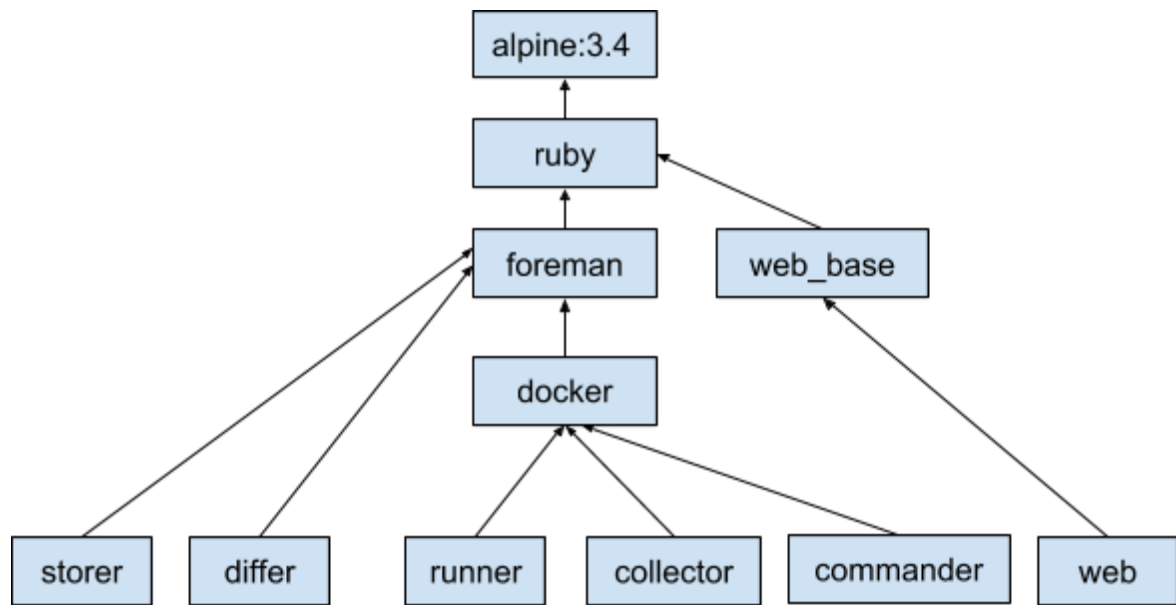 alpine:3.4
ruby
foreman
web_base
docker
storer
differ
runner
collector
commander
web